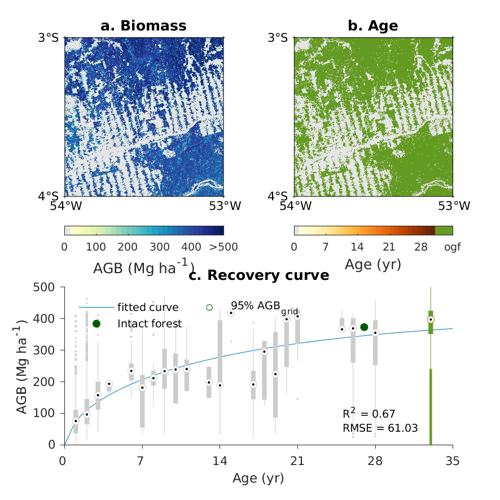 a. Biomass
b. Age
3°S
3°S
4°S
4°S
54°W
53°W
54°W
53°W
0 100 200 300 400 >500
0 7 14 21 28 ogf
AGB (Mg ha-1)
Age (yr)
c. Recovery curve
500
400
300
200
100
0
AGB (Mg ha-1)
fitted curve
95% AGBgrid
Intact forest
R2 = 0.67
RMSE = 61.03
0 7 14 21 28 35
Age (yr)